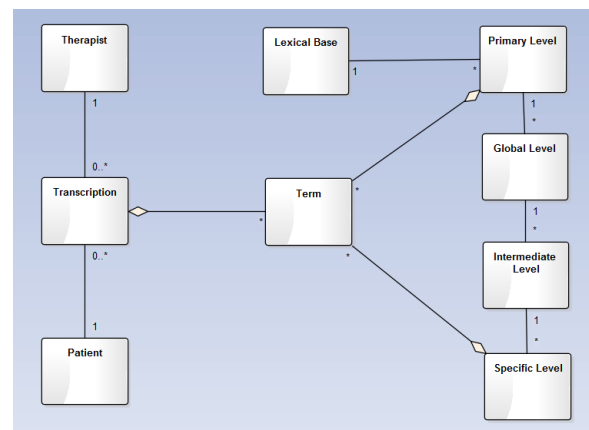 Therapist
Lexical Base
Primary Level
1
*
1
1
*
0..*
Global Level
Transcription
Term
*
*
1
*
0..*
*
Intermediate
Level
1
1
*
Patient
Specific Level